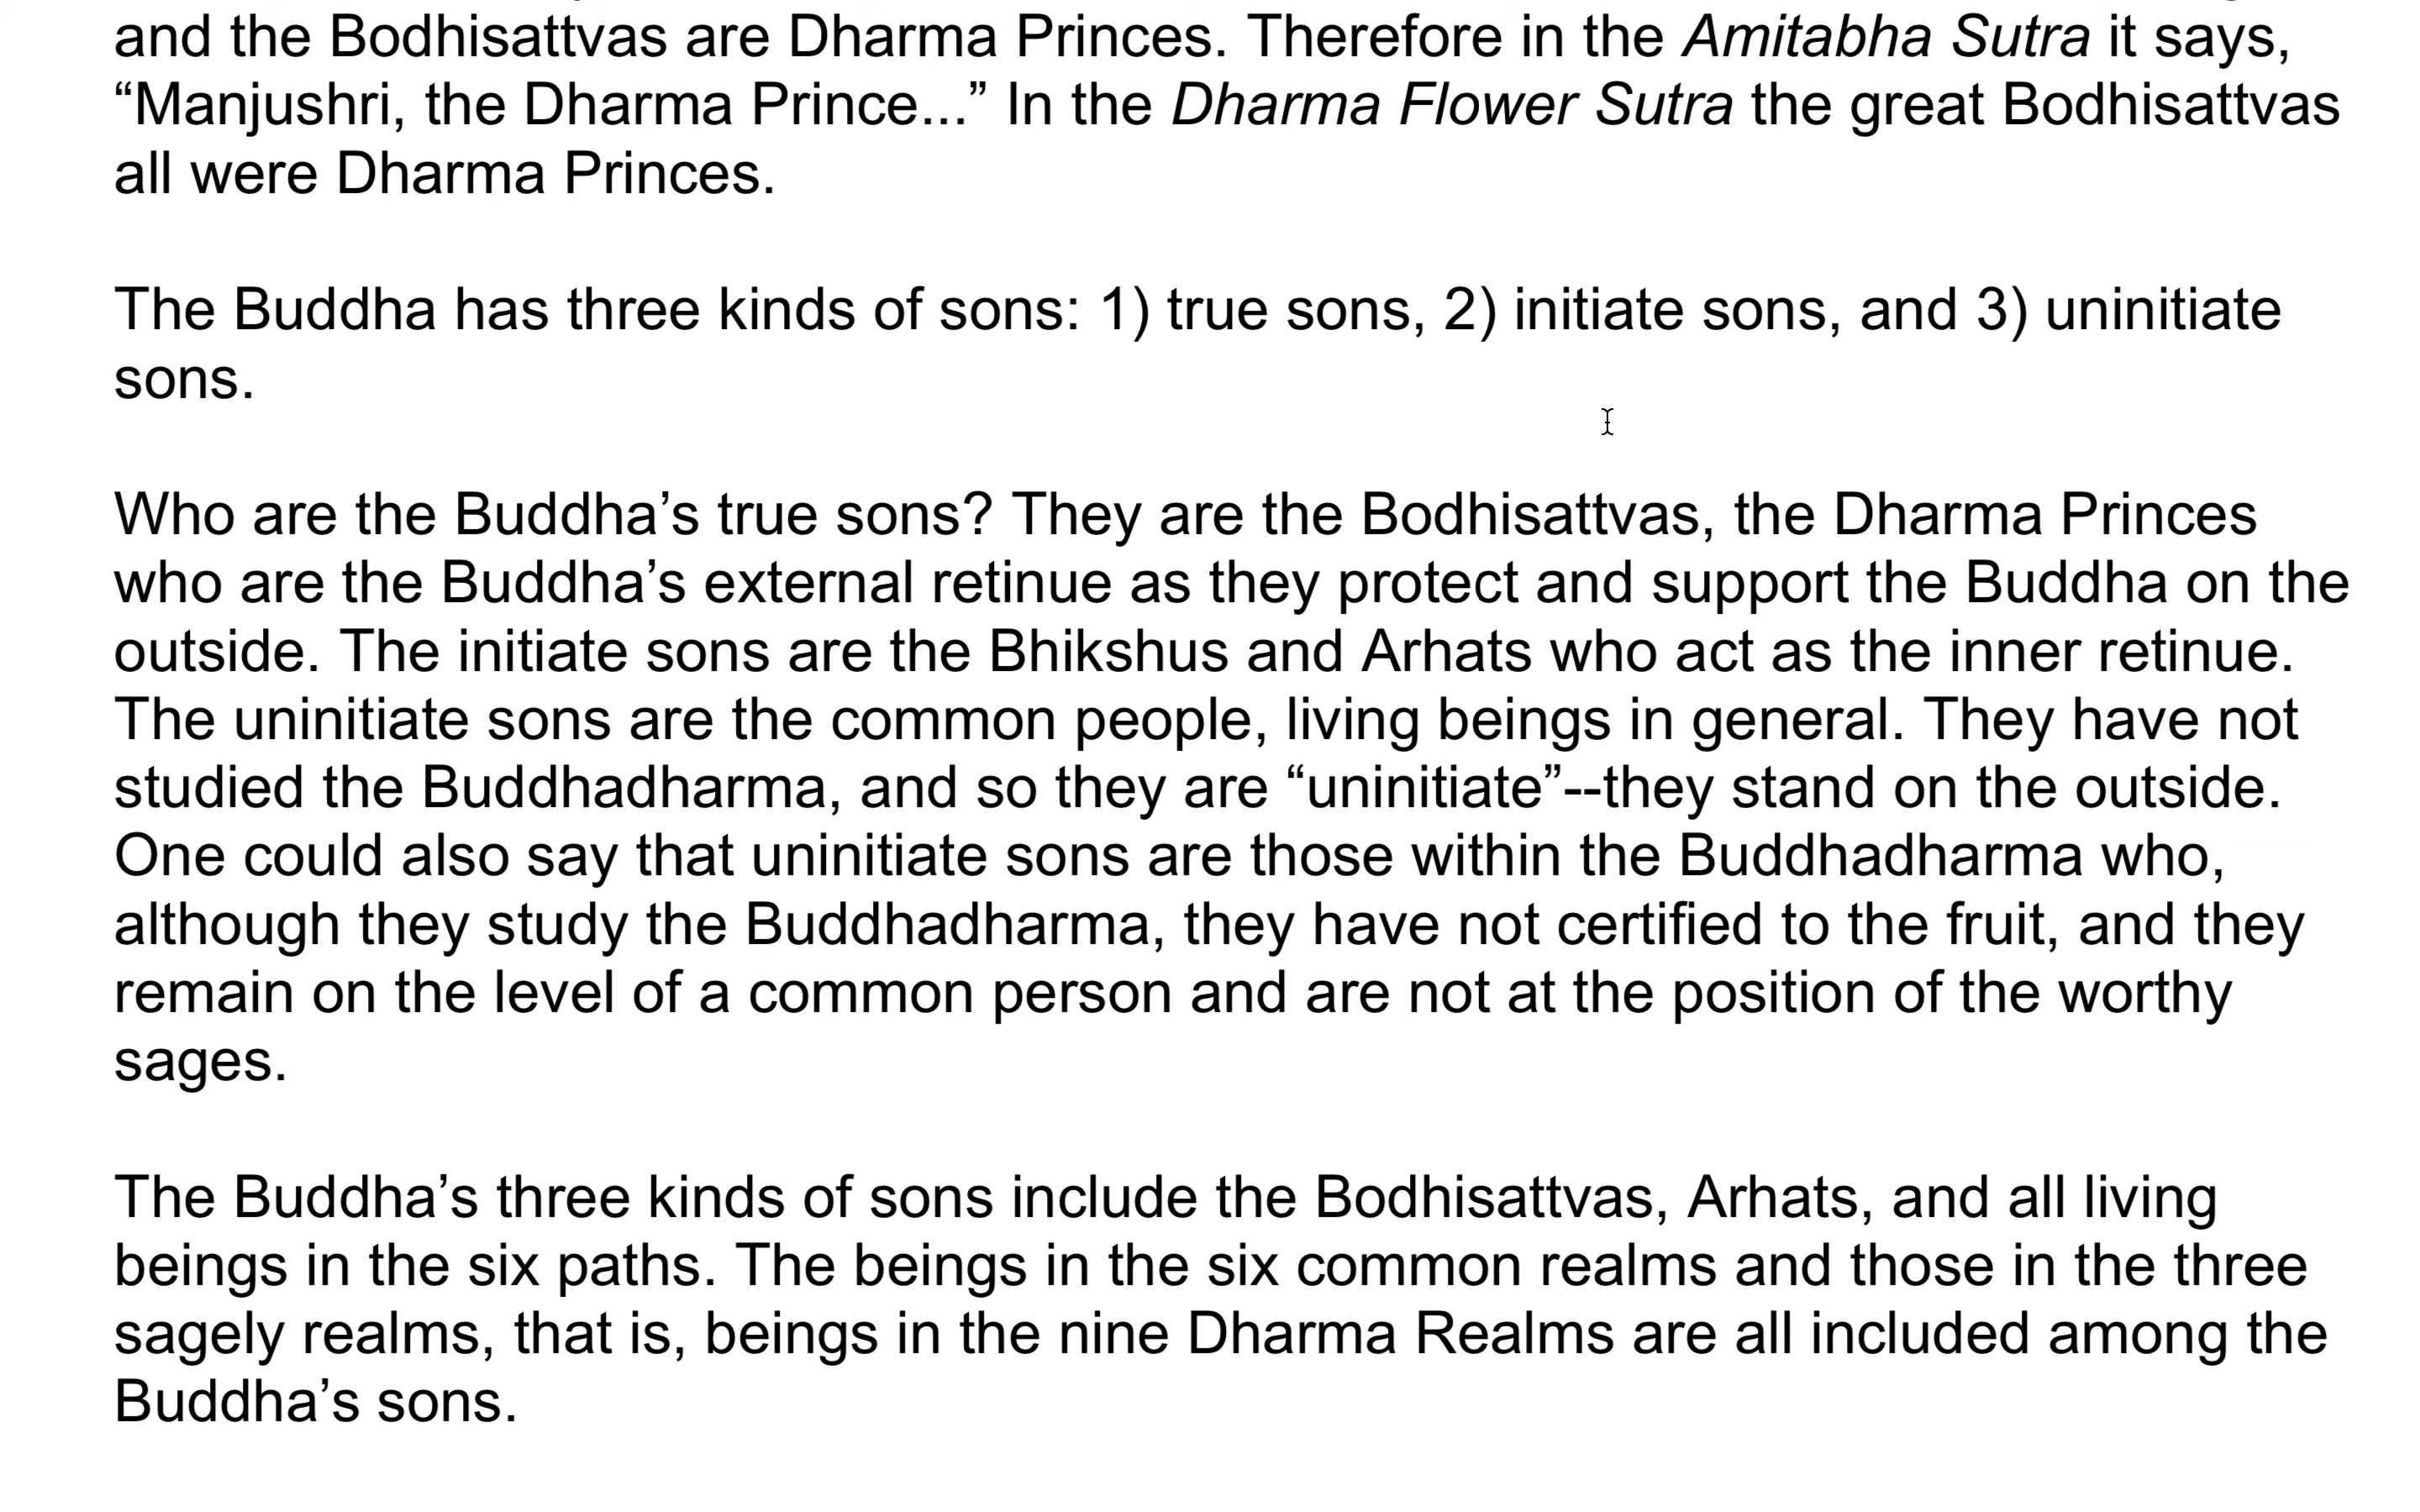 and the Bodhisattvas are Dharma Princes. Therefore in the Amitabha Sutra it says,
“Manjushri, the Dharma Prince...” In the Dharma Flower Sutra the great Bodhisattvas
all were Dharma Princes.
The Buddha has three kinds of sons: 1) true sons, 2) initiate sons, and 3) uninitiate
sons.
Who are the Buddha’s true sons? They are the Bodhisattvas, the Dharma Princes
who are the Buddha’s external retinue as they protect and support the Buddha on the
outside. The initiate sons are the Bhikshus and Arhats who act as the inner retinue.
The uninitiate sons are the common people, living beings in general. They have not
studied the Buddhadharma, and so they are “uninitiate”--they stand on the outside.
One could also say that uninitiate sons are those within the Buddhadharma who,
although they study the Buddhadharma, they have not certified to the fruit, and they
remain on the level of a common person and are not at the position of the worthy
sages.
The Buddha’s three kinds of sons include the Bodhisattvas, Arhats, and all living
beings in the six paths. The beings in the six common realms and those in the three
sagely realms, that is, beings in the nine Dharma Realms are all included among the
Buddha’s sons.